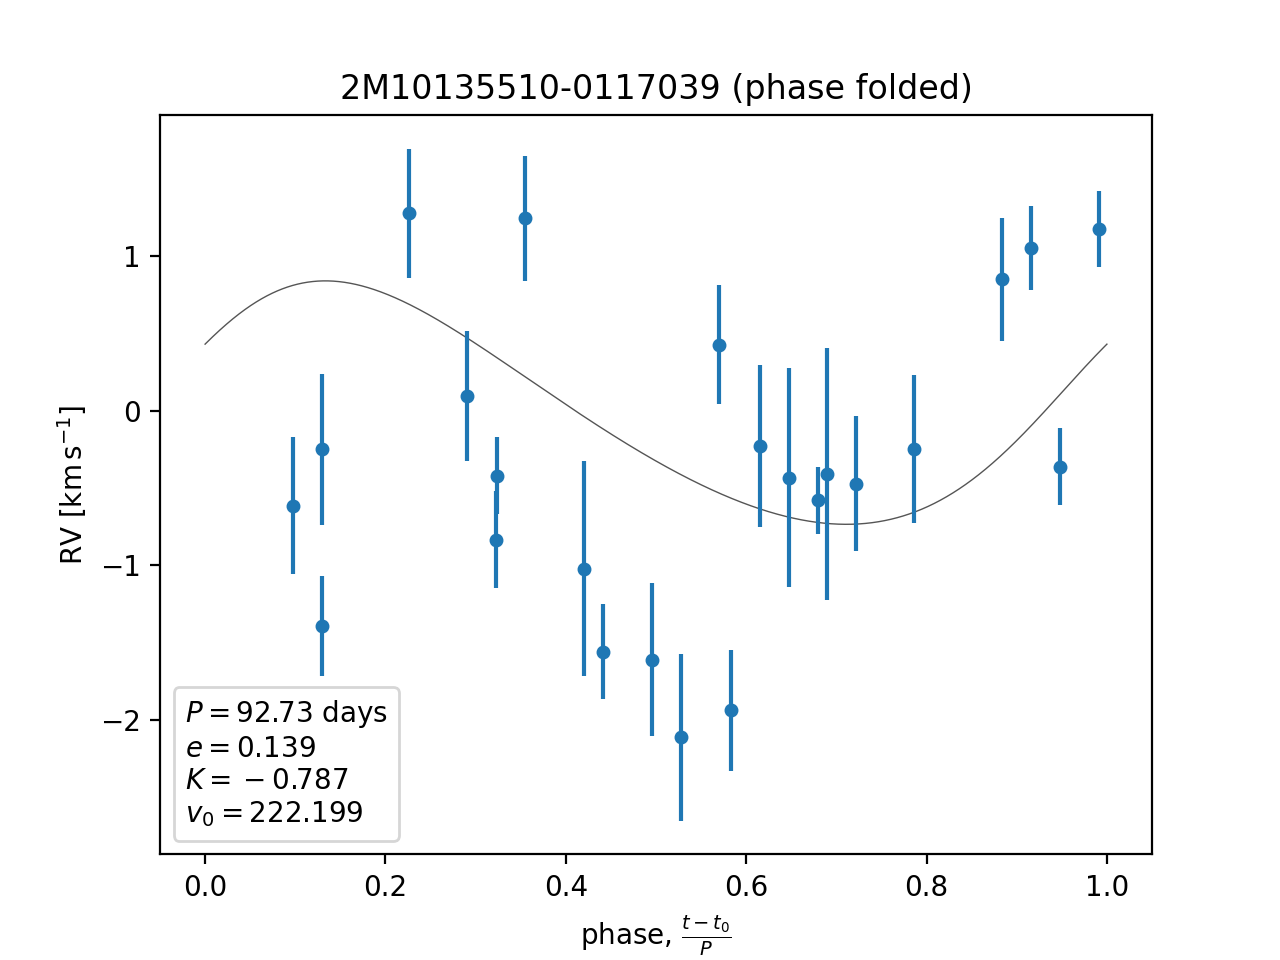 2M10135510-0117039 (phase folded)
RV [km s⁻¹]
1
0
−1
−2
P = 92.73 days
e = 0.139
K = −0.787
v₀ = 222.199
0.0 0.2 0.4 0.6 0.8 1.0
phase, (t − t₀)/P